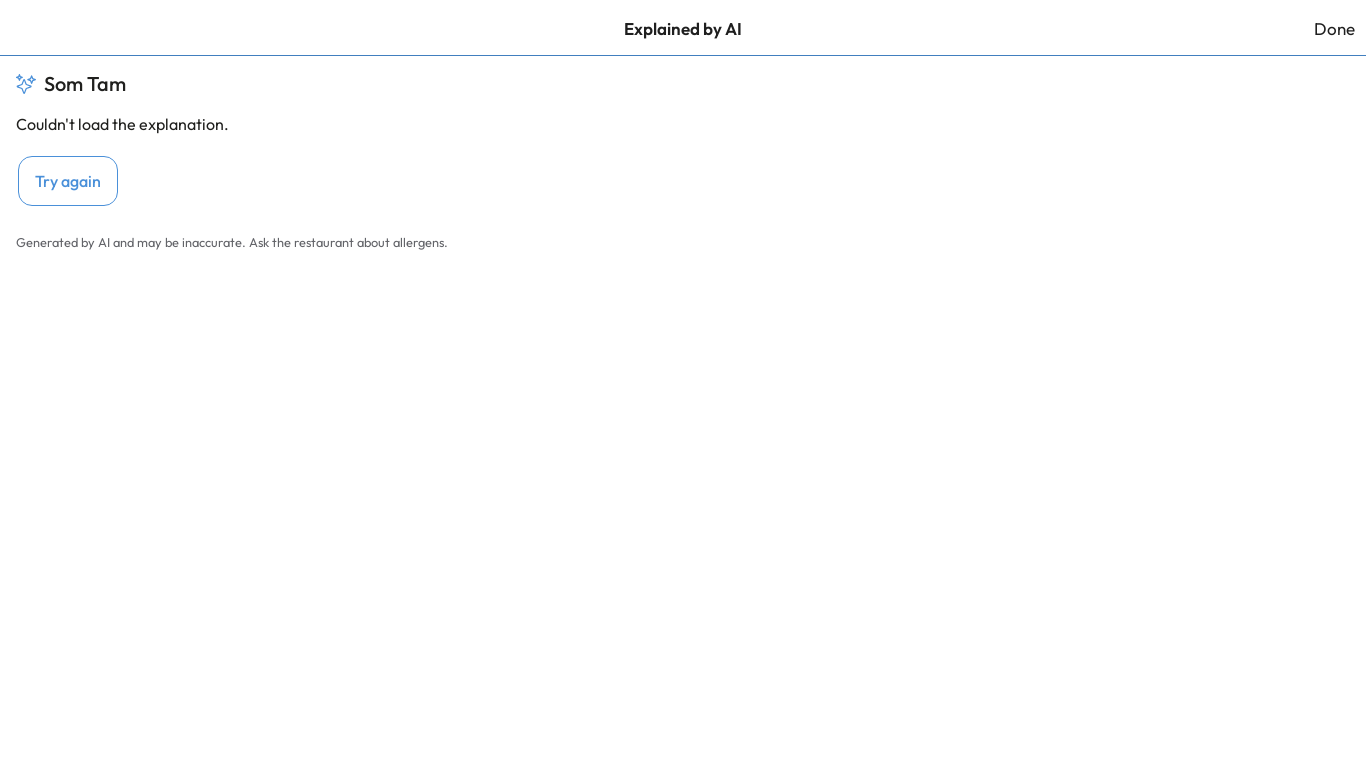 Explained by AI
Done
Som Tam
Couldn't load the explanation.
Try again
Generated by AI and may be inaccurate. Ask the restaurant about allergens.